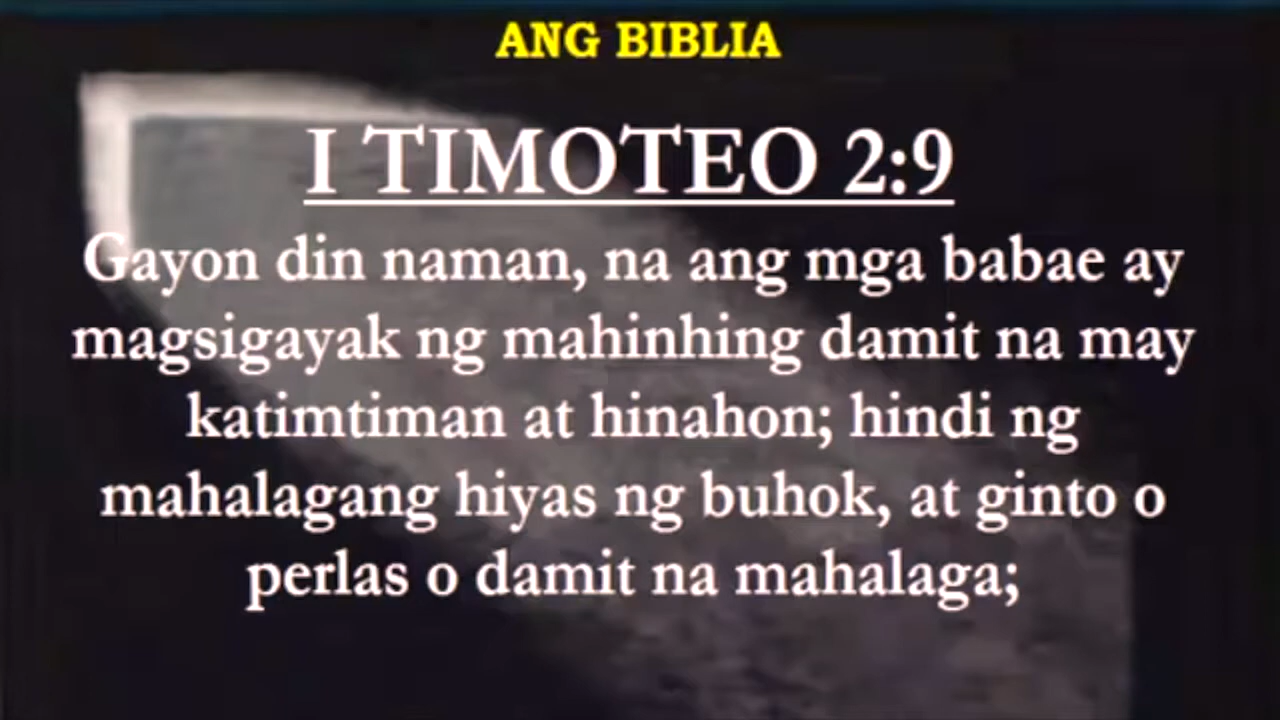 ANG BIBLIA
I TIMOTEO 2:9
Gayon din naman, na ang mga babae ay
magsigayak ng mahinhing damit na may
katimtiman at hinahon; hindi ng
mahalagang hiyas ng buhok, at ginto o
perlas o damit na mahalaga;